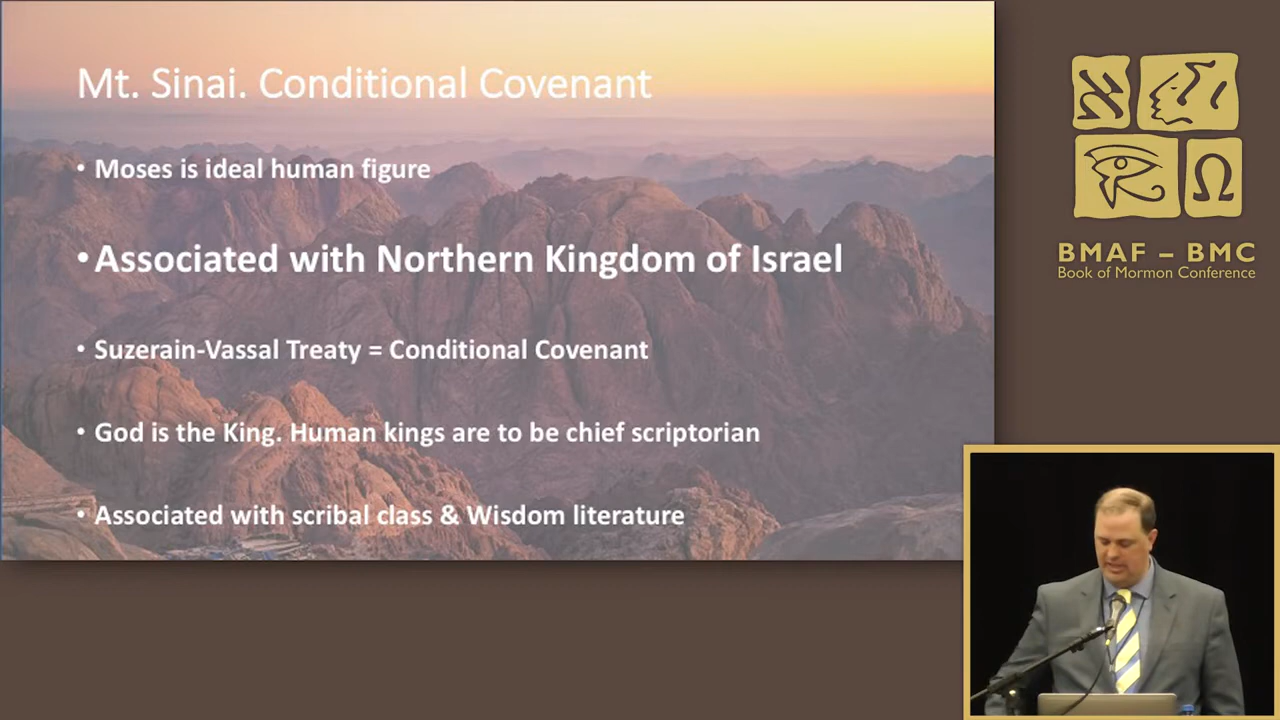 Mt. Sinai. Conditional Covenant
• Moses is ideal human figure
• Associated with Northern Kingdom of Israel
• Suzerain-Vassal Treaty = Conditional Covenant
• God is the King. Human kings are to be chief scriptorian
• Associated with scribal class & Wisdom literature
א
Ω
BMAF – BMC
Book of Mormon Conference